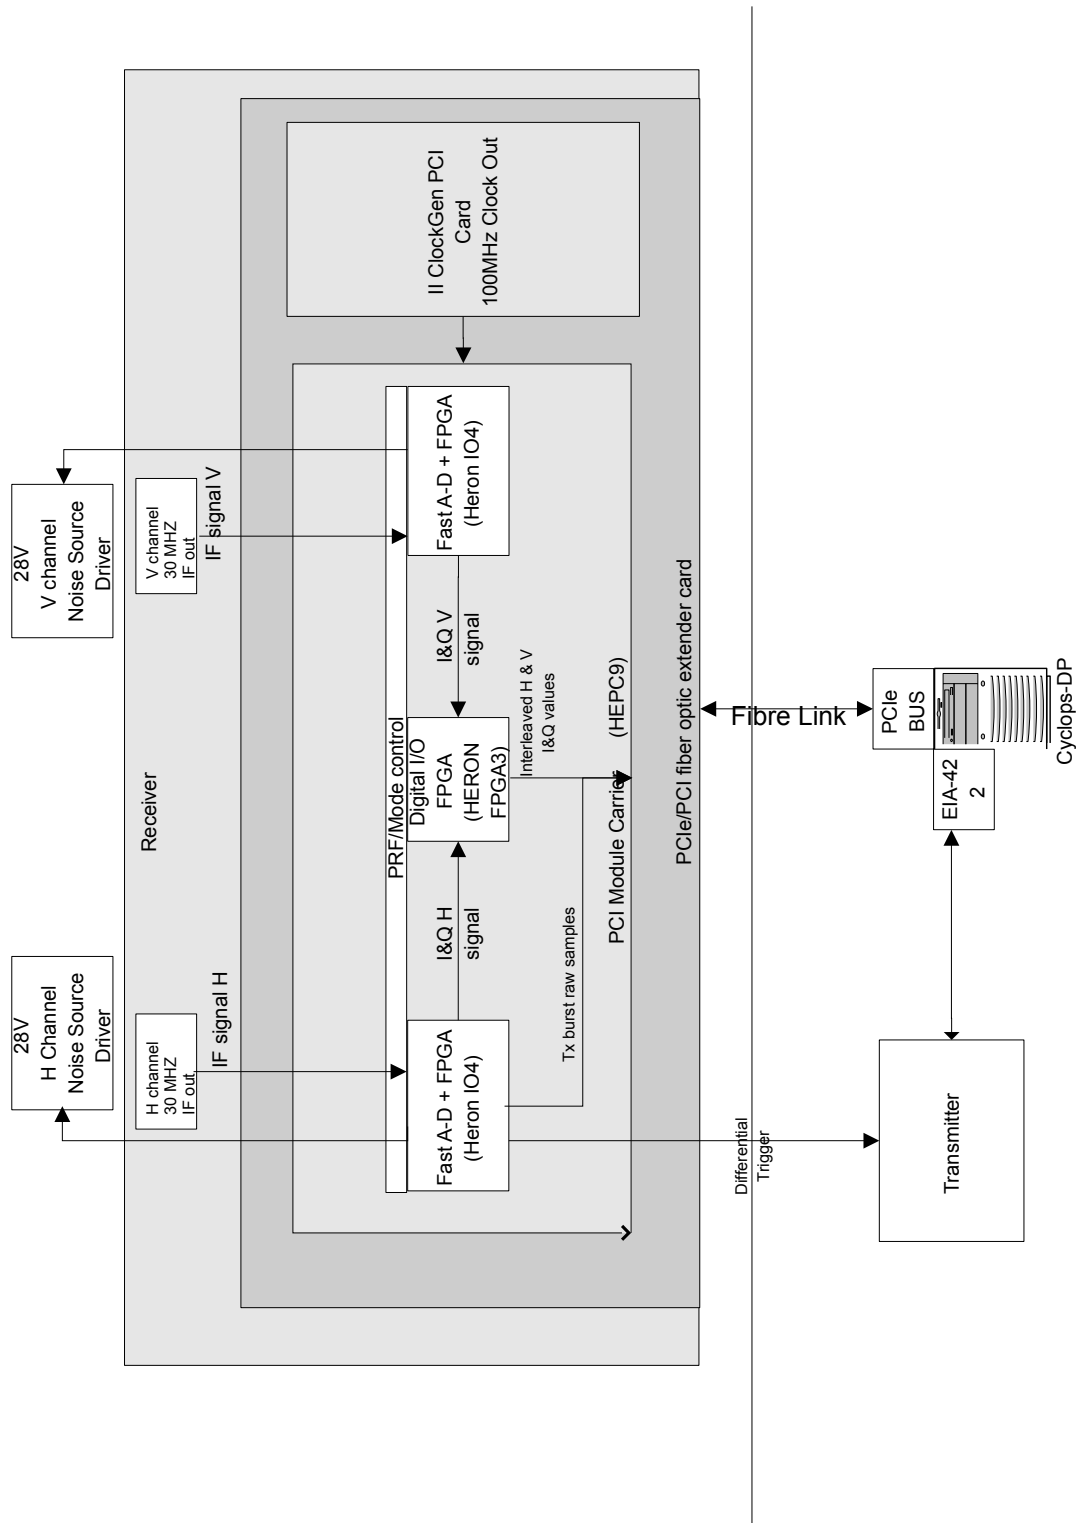 28V
H Channel
Noise Source
Driver
28V
V channel
Noise Source
Driver
H channel
30 MHZ
IF out
V channel
30 MHZ
IF out
Receiver
IF signal H
IF signal V
II ClockGen PCI
Card
100MHz Clock Out
PRF/Mode control
Digital I/O
Fast A-D + FPGA
(Heron IO4)
I&Q H
signal
FPGA
(HERON
FPGA3)
I&Q V
signal
Fast A-D + FPGA
(Heron IO4)
Interleaved H & V
I&Q values
Tx burst raw samples
PCI Module Carrier (HEPC9)
PCIe/PCI fiber optic extender card
Differential
Trigger
Fibre Link
Transmitter
EIA-42
2
PCIe
BUS
Cyclops-DP